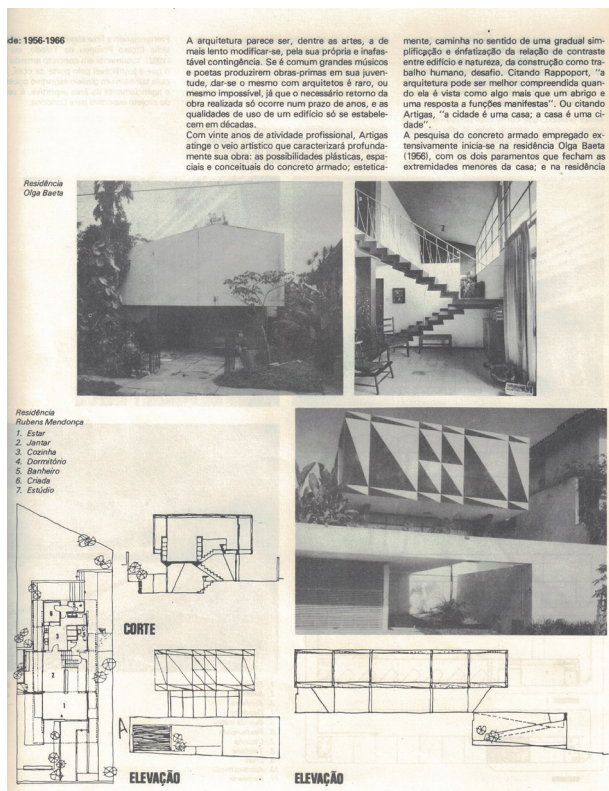 de: 1956-1966
A arquitetura parece ser, dentre as artes, a de
mais lento modificar-se, pela sua própria e inafas-
tável contingência. Se é comum grandes músicos
e poetas produzirem obras-primas em sua juven-
tude, dar-se o mesmo com arquitetos é raro, ou
mesmo impossível, já que o necessário retorno da
obra realizada só ocorre num prazo de anos, e as
qualidades de uso de um edifício só se estabele-
cem em décadas.
Com vinte anos de atividade profissional, Artigas
atinge o veio artístico que caracterizará profunda-
mente sua obra: as possibilidades plásticas, espa-
ciais e conceituais do concreto armado; estetica-
mente, caminha no sentido de uma gradual sim-
plificação e enfatização da relação de contraste
entre edifício e natureza, da construção como tra-
balho humano, desafio. Citando Rappoport, "a
arquitetura pode ser melhor compreendida quan-
do ela é vista como algo mais que um abrigo e
uma resposta a funções manifestas". Ou citando
Artigas, "a cidade é uma casa; a casa é uma ci-
dade".
A pesquisa do concreto armado empregado ex-
tensivamente inicia-se na residência Olga Baeta
(1956), com os dois paramentos que fecham as
extremidades menores da casa; e na residência
Residência
Olga Baeta
Residência
Rubens Mendonça
1. Estar
2. Jantar
3. Cozinha
4. Dormitório
5. Banheiro
6. Criada
7. Estúdio
CORTE
6
3
2
1
A
ELEVAÇÃO
ELEVAÇÃO